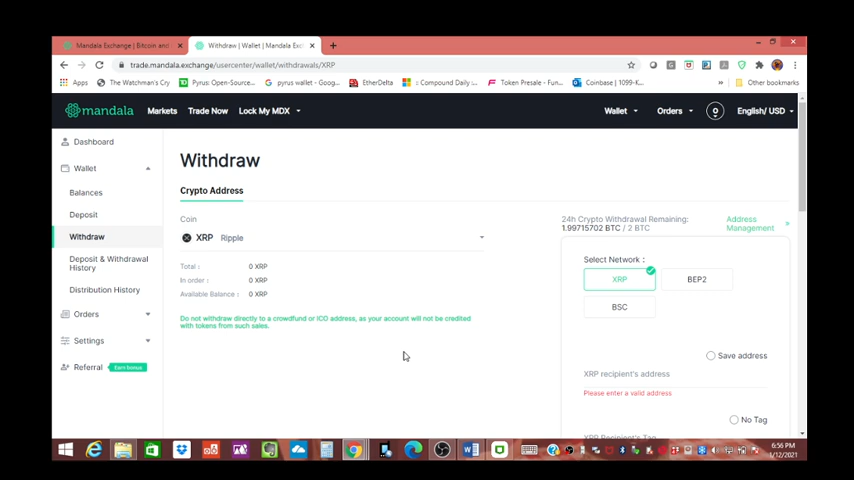 Mandala Exchange | Bitcoin and
Withdraw | Wallet | Mandala Exc
trade.mandala.exchange/usercenter/wallet/withdrawals/XRP
Apps
The Watchman's Cry
Pyrus: Open-Source...
pyrus wallet - Goog...
EtherDelta
::Compound Daily :...
Token Presale - Fun...
Coinbase | 1099-K...
Other bookmarks
mandala
Markets
Trade Now
Lock My MDX
Wallet
Orders
English/ USD
Dashboard
Wallet
Balances
Deposit
Withdraw
Deposit & Withdrawal
History
Distribution History
Orders
Settings
Referral
Earn bonus
Withdraw
Crypto Address
Coin
XRP Ripple
Total : 0 XRP
In order : 0 XRP
Available Balance : 0 XRP
Do not withdraw directly to a crowdfund or ICO address, as your account will not be credited
with tokens from such sales.
24h Crypto Withdrawal Remaining:
1.99715702 BTC / 2 BTC
Address
Management
Select Network :
XRP
BEP2
BSC
Save address
XRP recipient's address
Please enter a valid address
No Tag
XRP Recipient's Tag
6:56 PM
1/12/2021